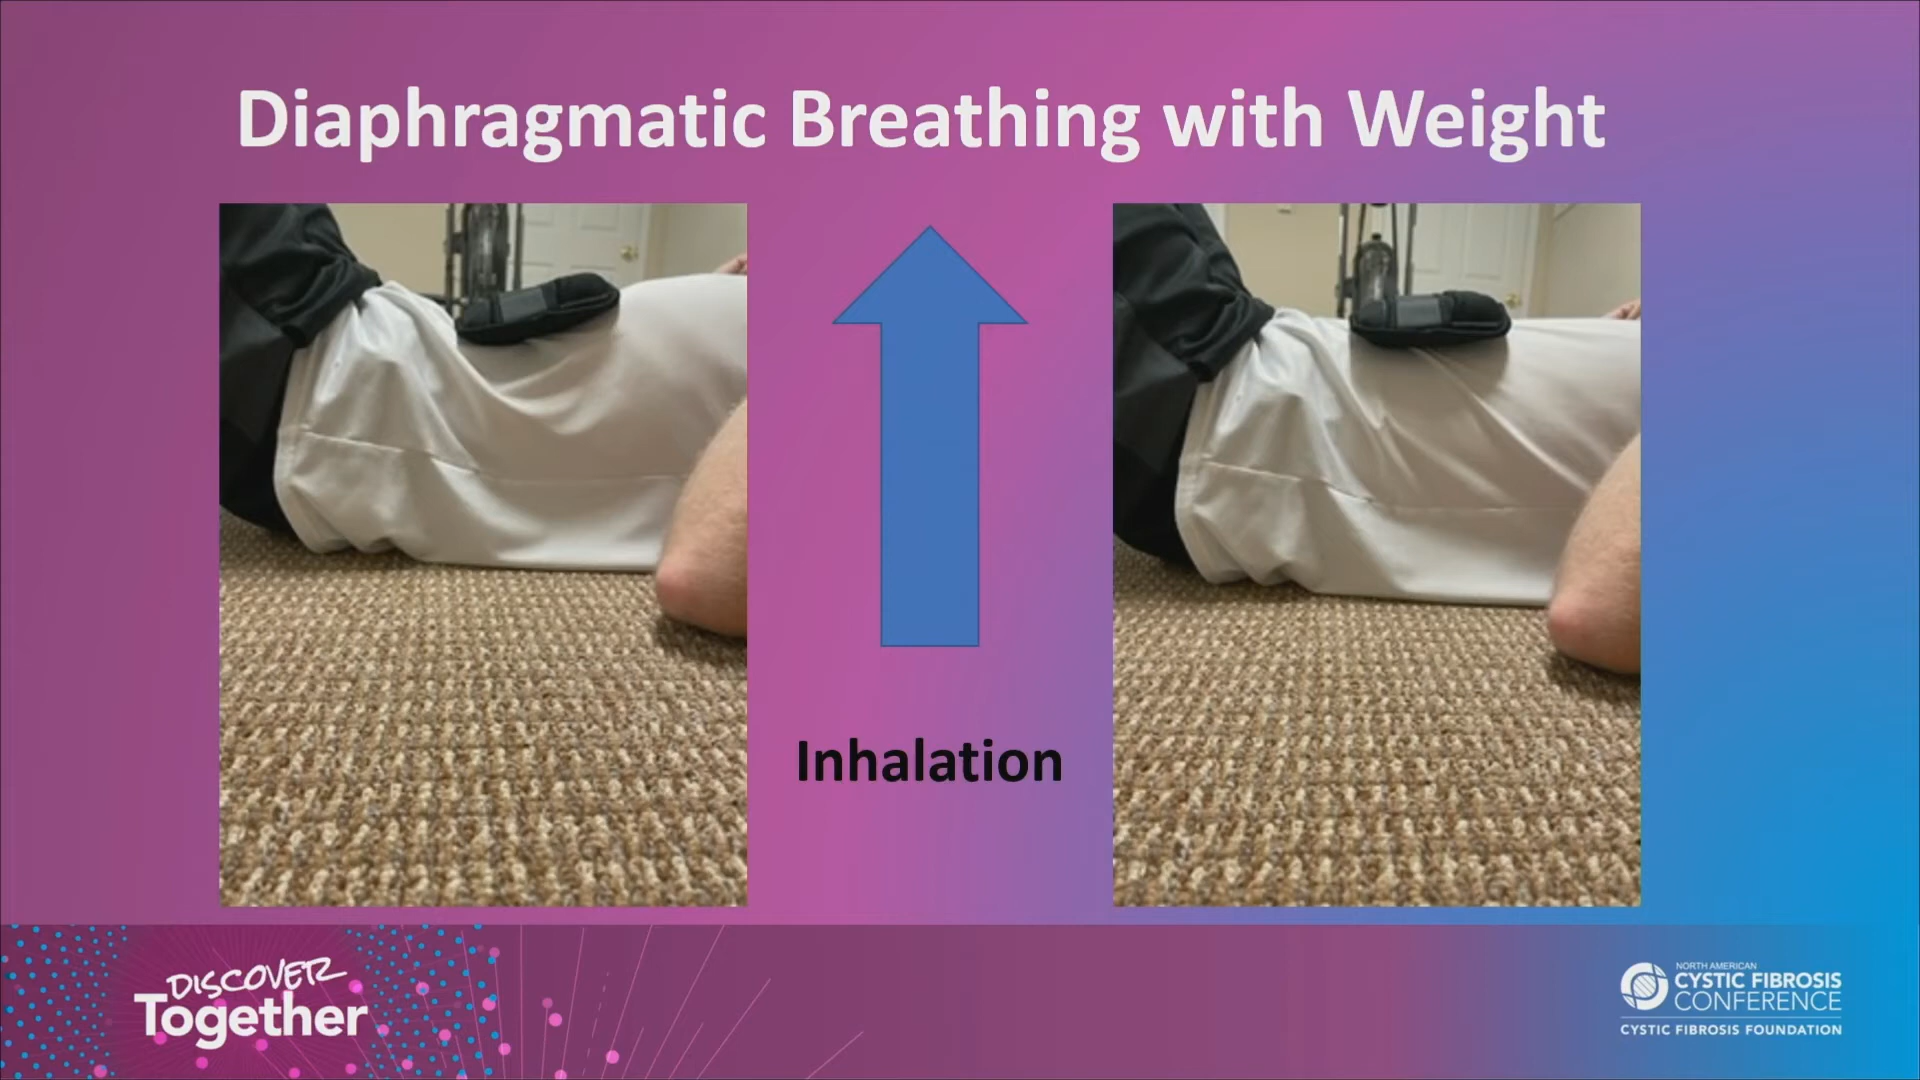 Diaphragmatic Breathing with Weight
Inhalation
DISCOVER
Together
NORTH AMERICAN
CYSTIC FIBROSIS
CONFERENCE
CYSTIC FIBROSIS FOUNDATION